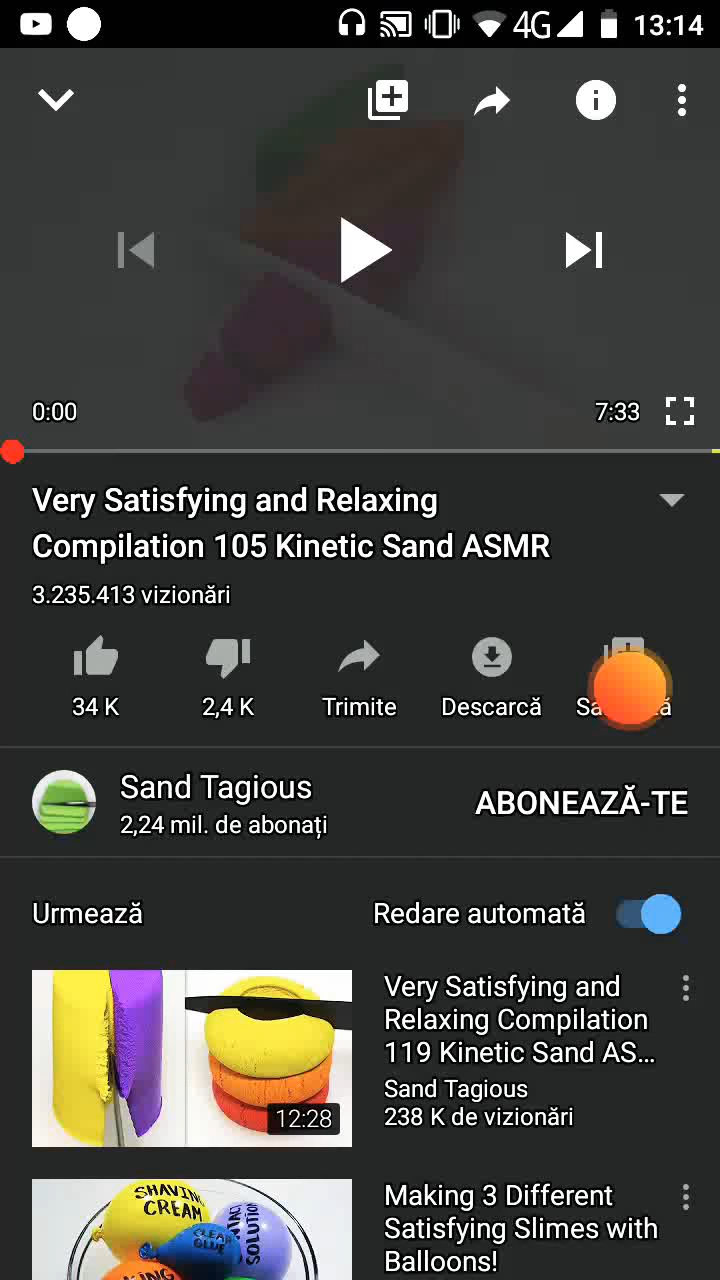 4G 13:14
0:00 7:33
Very Satisfying and Relaxing
Compilation 105 Kinetic Sand ASMR
3.235.413 vizionări
34 K 2,4 K Trimite Descarcă
Sand Tagious
2,24 mil. de abonați
ABONEAZĂ-TE
Urmează Redare automată
12:28
Very Satisfying and
Relaxing Compilation
119 Kinetic Sand AS...
Sand Tagious
238 K de vizionări
SHAVING
CREAM
CLEAR
GLUE
Making 3 Different
Satisfying Slimes with
Balloons!